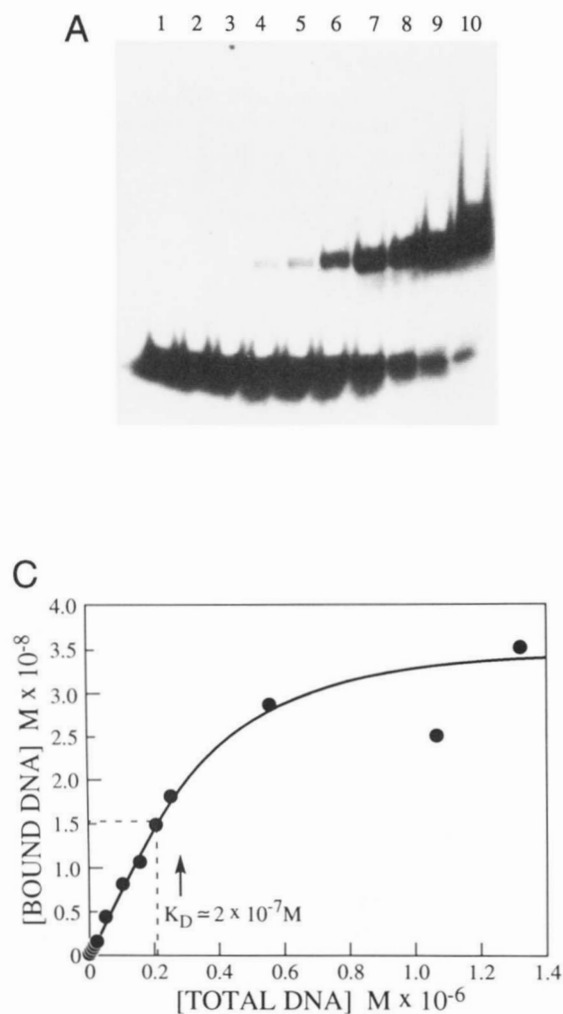 A
1 2 3 4 5 6 7 8 9 10
C
[BOUND DNA] M x 10-8
4.0
3.5
3.0
2.5
2.0
1.5
1.0
0.5
0
K_D ≃ 2 x 10-7M
0 0.2 0.4 0.6 0.8 1.0 1.2 1.4
[TOTAL DNA] M x 10-6